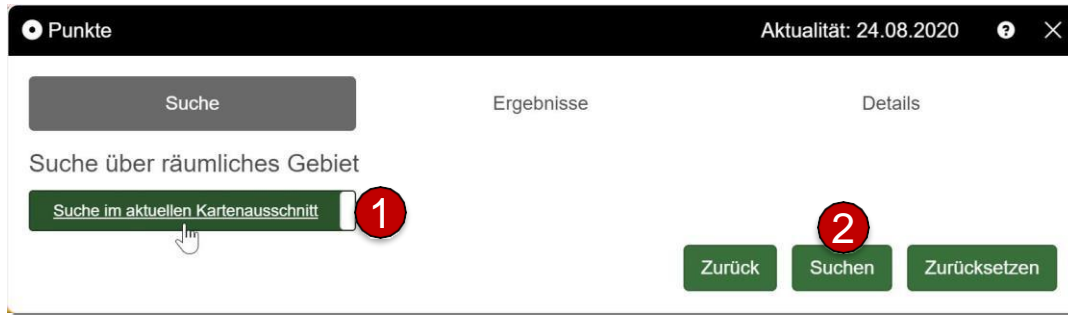 Punkte Aktualität: 24.08.2020 ?
Suche Ergebnisse Details
Suche über räumliches Gebiet
Suche im aktuellen Kartenausschnitt 1
2
Zurück Suchen Zurücksetzen